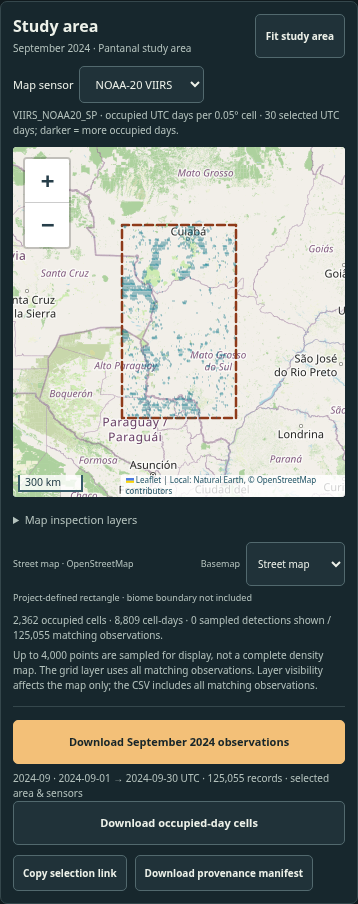 Study area
September 2024 · Pantanal study area
Fit study area
Map sensor
NOAA-20 VIIRS
VIIRS_NOAA20_SP · occupied UTC days per 0.05° cell · 30 selected UTC
days; darker = more occupied days.
+
−
Mato Grosso
Cuiabá
Goiás
via
Santa Cruz
Goiâ
nta Cruz
la Sierra
Mato Grosso
do Sul
Alto Paraguay
São José
do Rio Preto
Boquerón
Paraguay /
Paraguái
Londrina
Formosa
Asunción
Paraná
300 km
Chaco
Leaflet | Local: Natural Earth, © OpenStreetMap
contributors
Ciudad del
Curi
▶ Map inspection layers
Street map · OpenStreetMap
Basemap
Street map
Project-defined rectangle · biome boundary not included
2,362 occupied cells · 8,809 cell-days · 0 sampled detections shown /
125,055 matching observations.
Up to 4,000 points are sampled for display, not a complete density
map. The grid layer uses all matching observations. Layer visibility
affects the map only; the CSV includes all matching observations.
Download September 2024 observations
2024-09 · 2024-09-01 → 2024-09-30 UTC · 125,055 records · selected
area & sensors
Download occupied-day cells
Copy selection link
Download provenance manifest